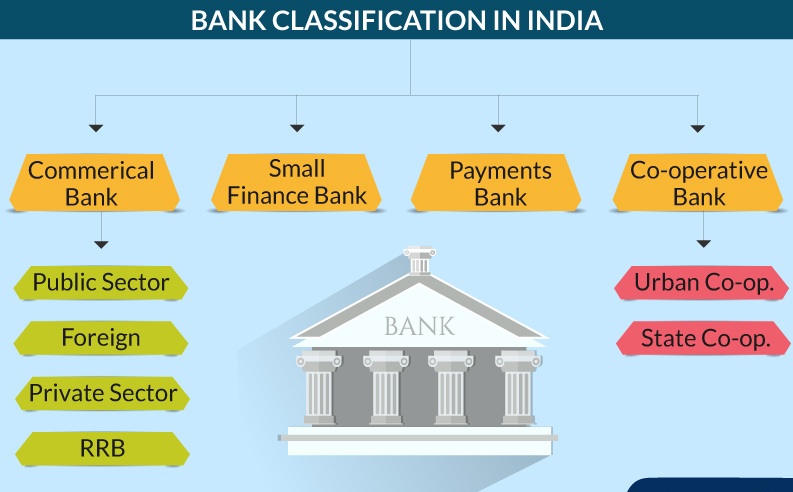 BANK CLASSIFICATION IN INDIA
Commerical
Bank
Small
Finance Bank
Payments
Bank
Co-operative
Bank
Public Sector
Foreign
Private Sector
RRB
BANK
Urban Co-op.
State Co-op.